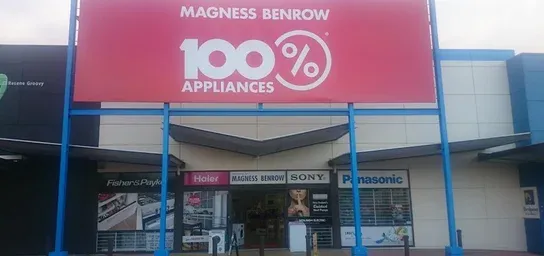 MAGNESS BENROW
100%
APPLIANCES
Fisher&Paykel
Haier
MAGNESS BENROW
SONY
Panasonic